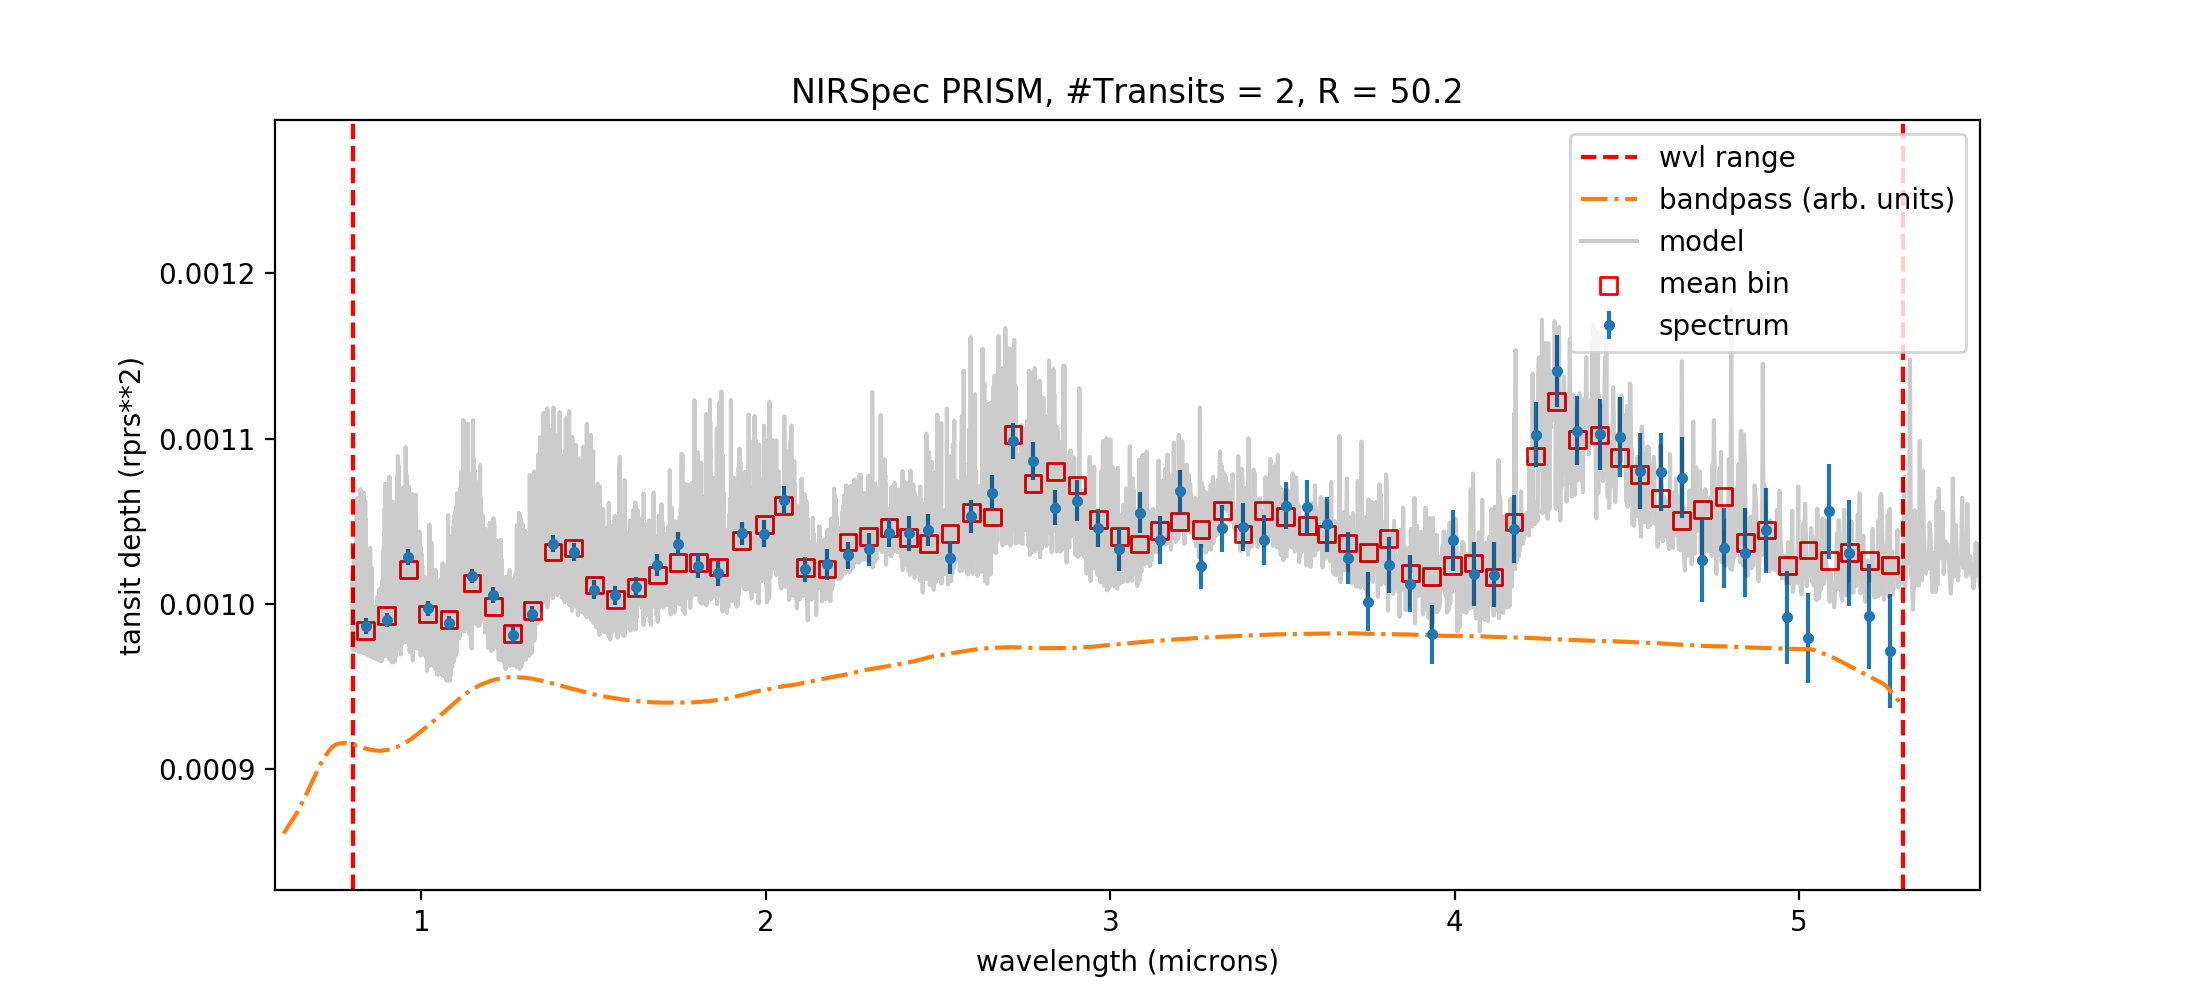 NIRSpec PRISM, #Transits = 2, R = 50.2
wvl range
bandpass (arb. units)
model
mean bin
spectrum
tansit depth (rprs**2)
0.0012
0.0011
0.0010
0.0009
1 2 3 4 5
wavelength (microns)